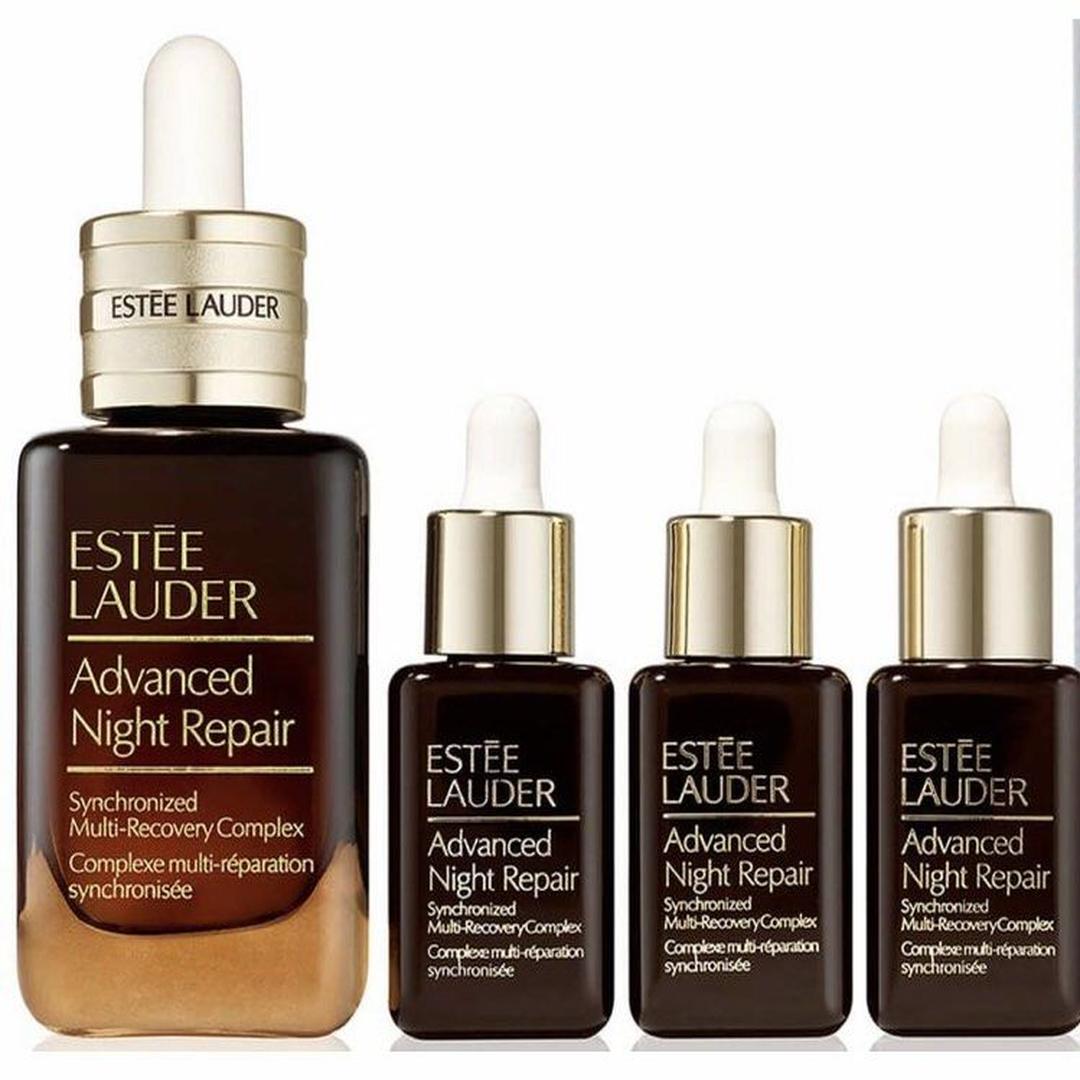 ESTĒE LAUDER
ESTĒE
LAUDER
Advanced
Night Repair
Synchronized
Multi-Recovery Complex
Complexe multi-réparation
synchronisée
ESTĒE
LAUDER
Advanced
Night Repair
Synchronized
Multi-Recovery Complex
Complexe multi-réparation
synchronisée
ESTĒE
LAUDER
Advanced
Night Repair
Synchronized
Multi-Recovery Complex
Complexe multi-réparation
synchronisée
ESTĒE
LAUDER
Advanced
Night Repair
Synchronized
Multi-Recovery Complex
Complexe multi-réparation
synchronisée